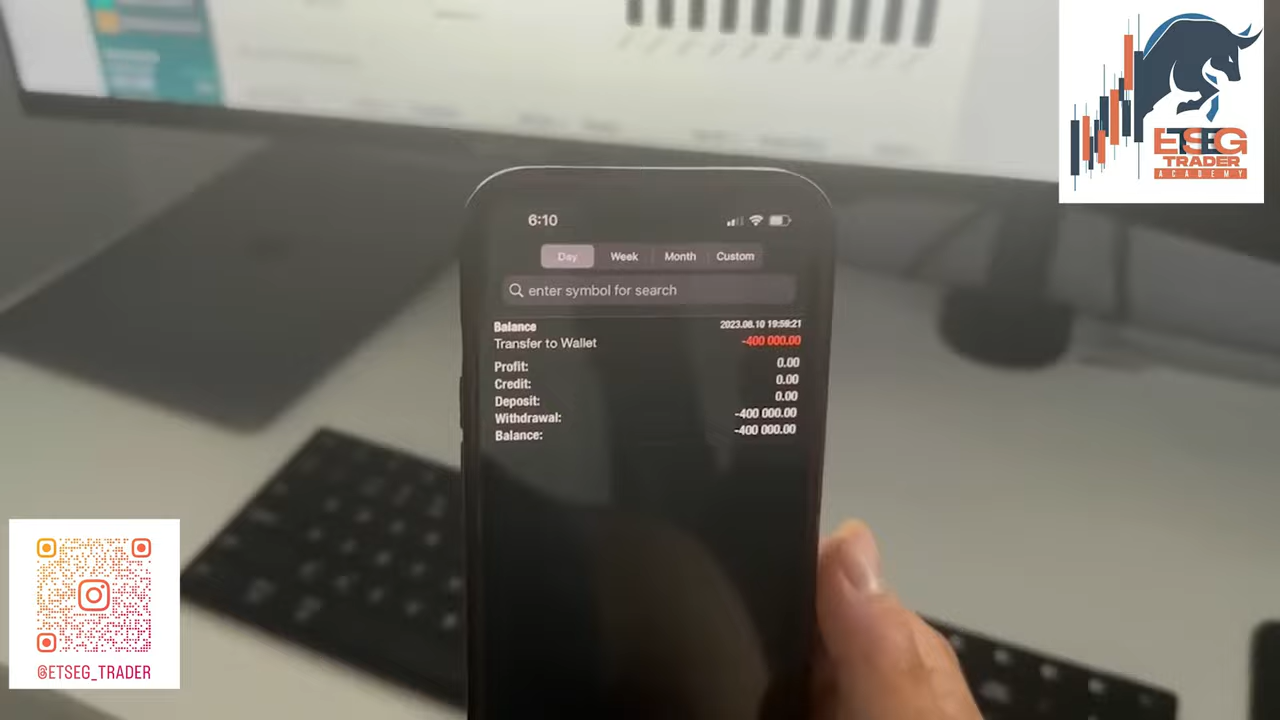 ETSEG
TRADER
ACADEMY
6:10
Day Week Month Custom
enter symbol for search
Balance 2023.08.10 19:59:21
Transfer to Wallet -400 000.00
Profit: 0.00
Credit: 0.00
Deposit: 0.00
Withdrawal: -400 000.00
Balance: -400 000.00
@ETSEG_TRADER